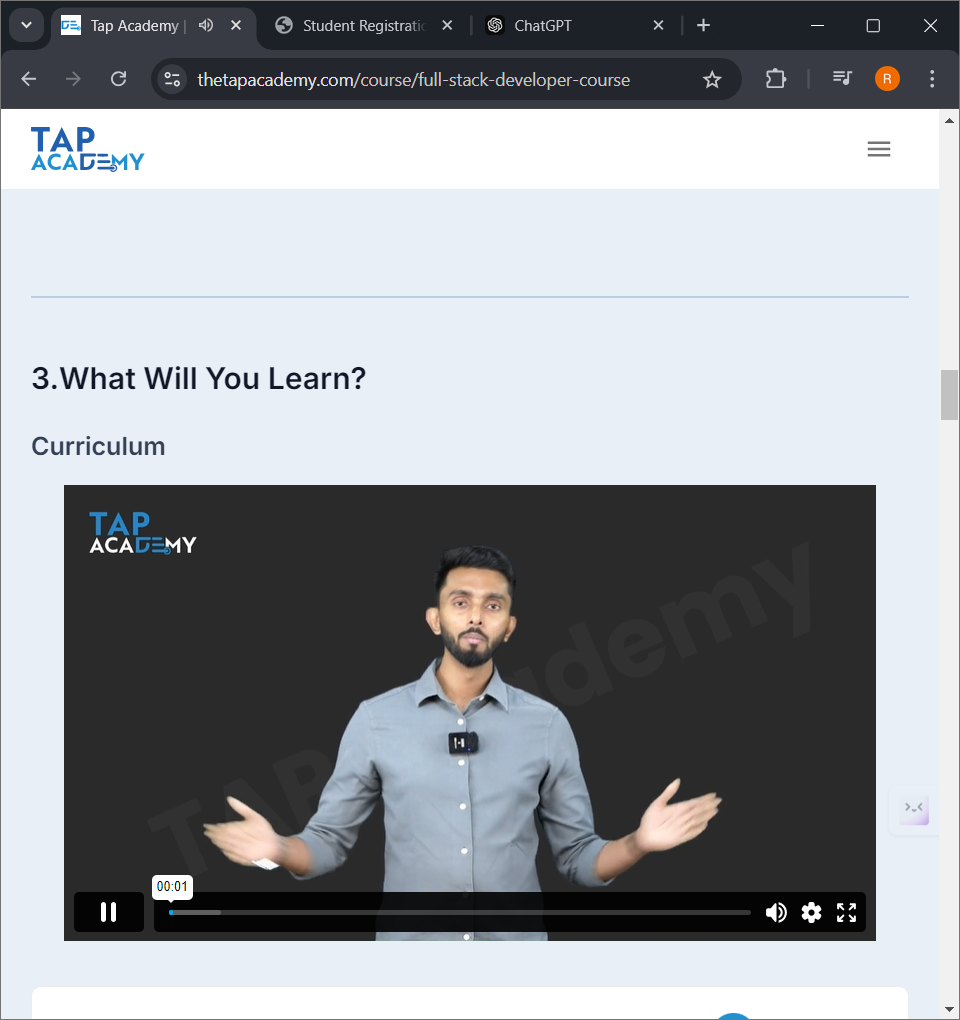 Tap Academy |
Student Registratic
ChatGPT
thetapacademy.com/course/full-stack-developer-course
R
TAP
ACADEMY
3.What Will You Learn?
Curriculum
TAP
ACADEMY
TAP Academy
00:01